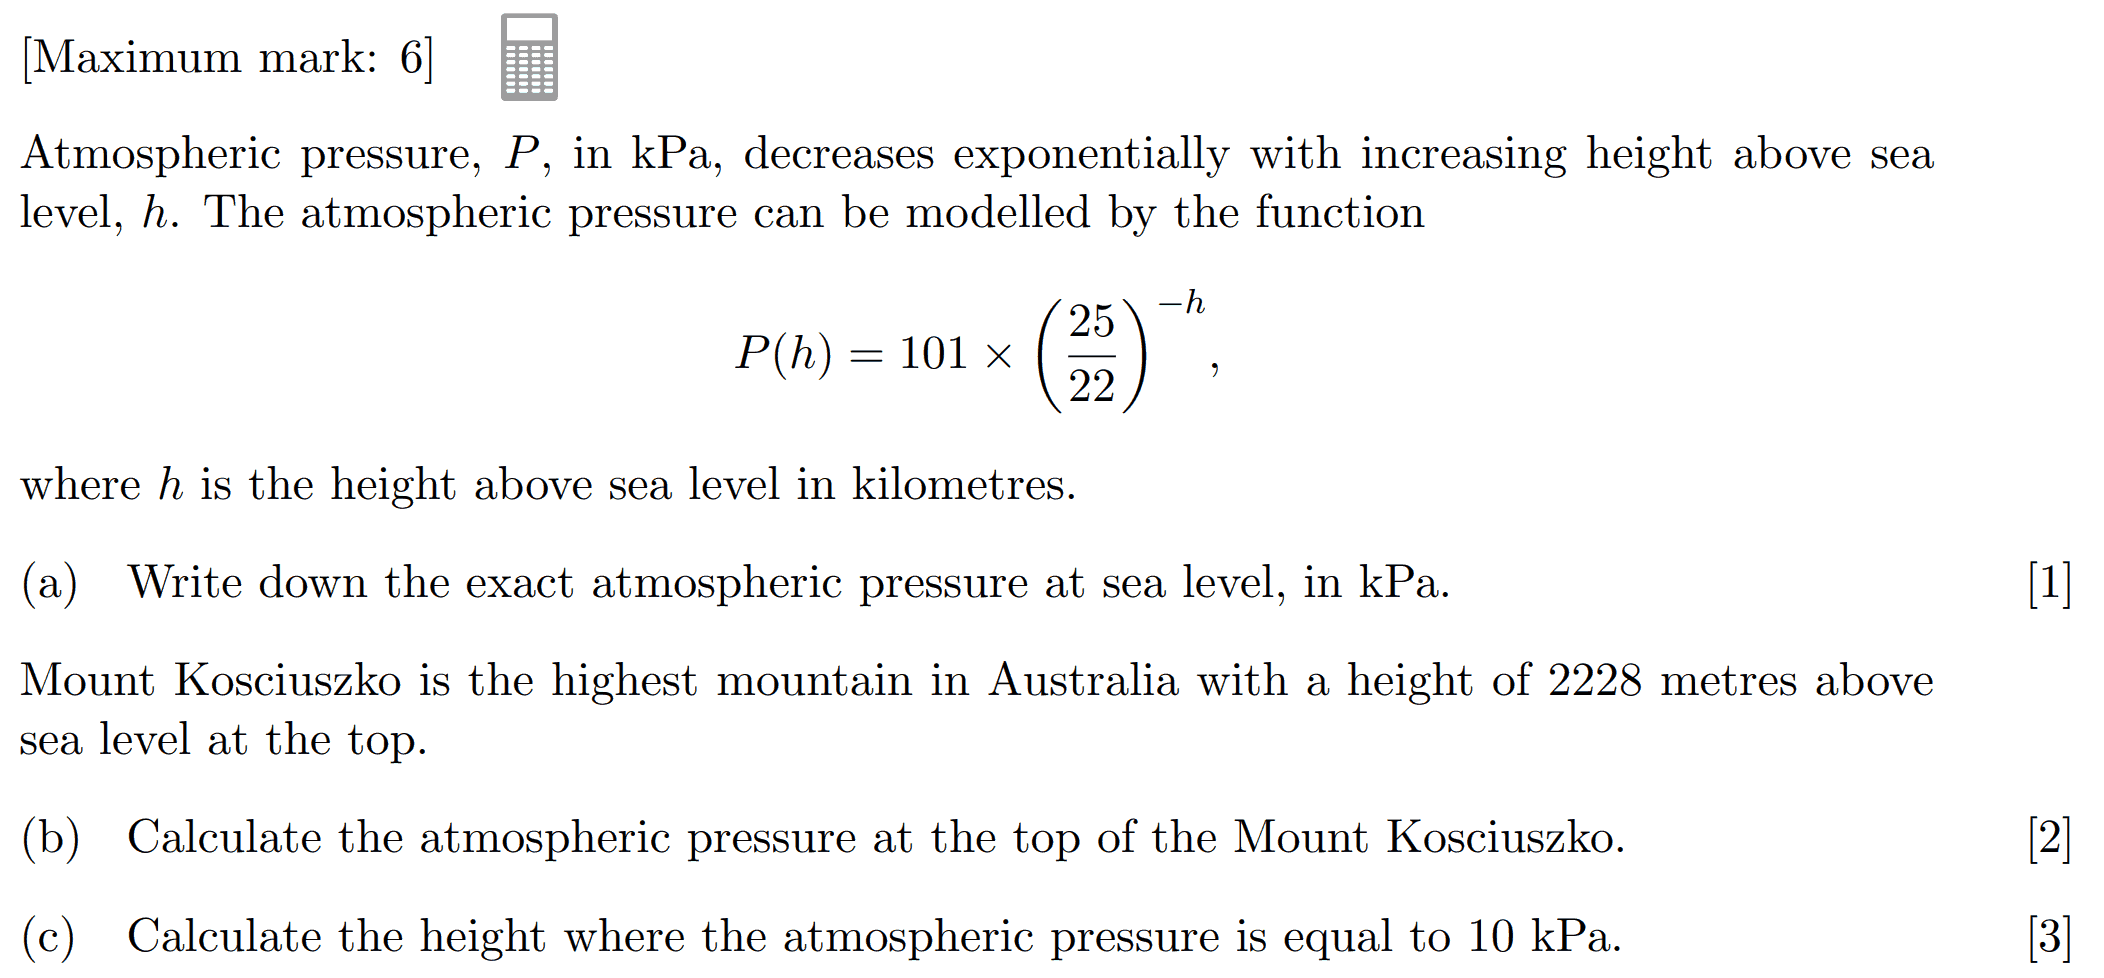 [Maximum mark: 6]
Atmospheric pressure, P, in kPa, decreases exponentially with increasing height above sea
level, h. The atmospheric pressure can be modelled by the function
P(h) = 101 × (25/22)^{−h},
where h is the height above sea level in kilometres.
(a) Write down the exact atmospheric pressure at sea level, in kPa. [1]
Mount Kosciuszko is the highest mountain in Australia with a height of 2228 metres above
sea level at the top.
(b) Calculate the atmospheric pressure at the top of the Mount Kosciuszko. [2]
(c) Calculate the height where the atmospheric pressure is equal to 10 kPa. [3]